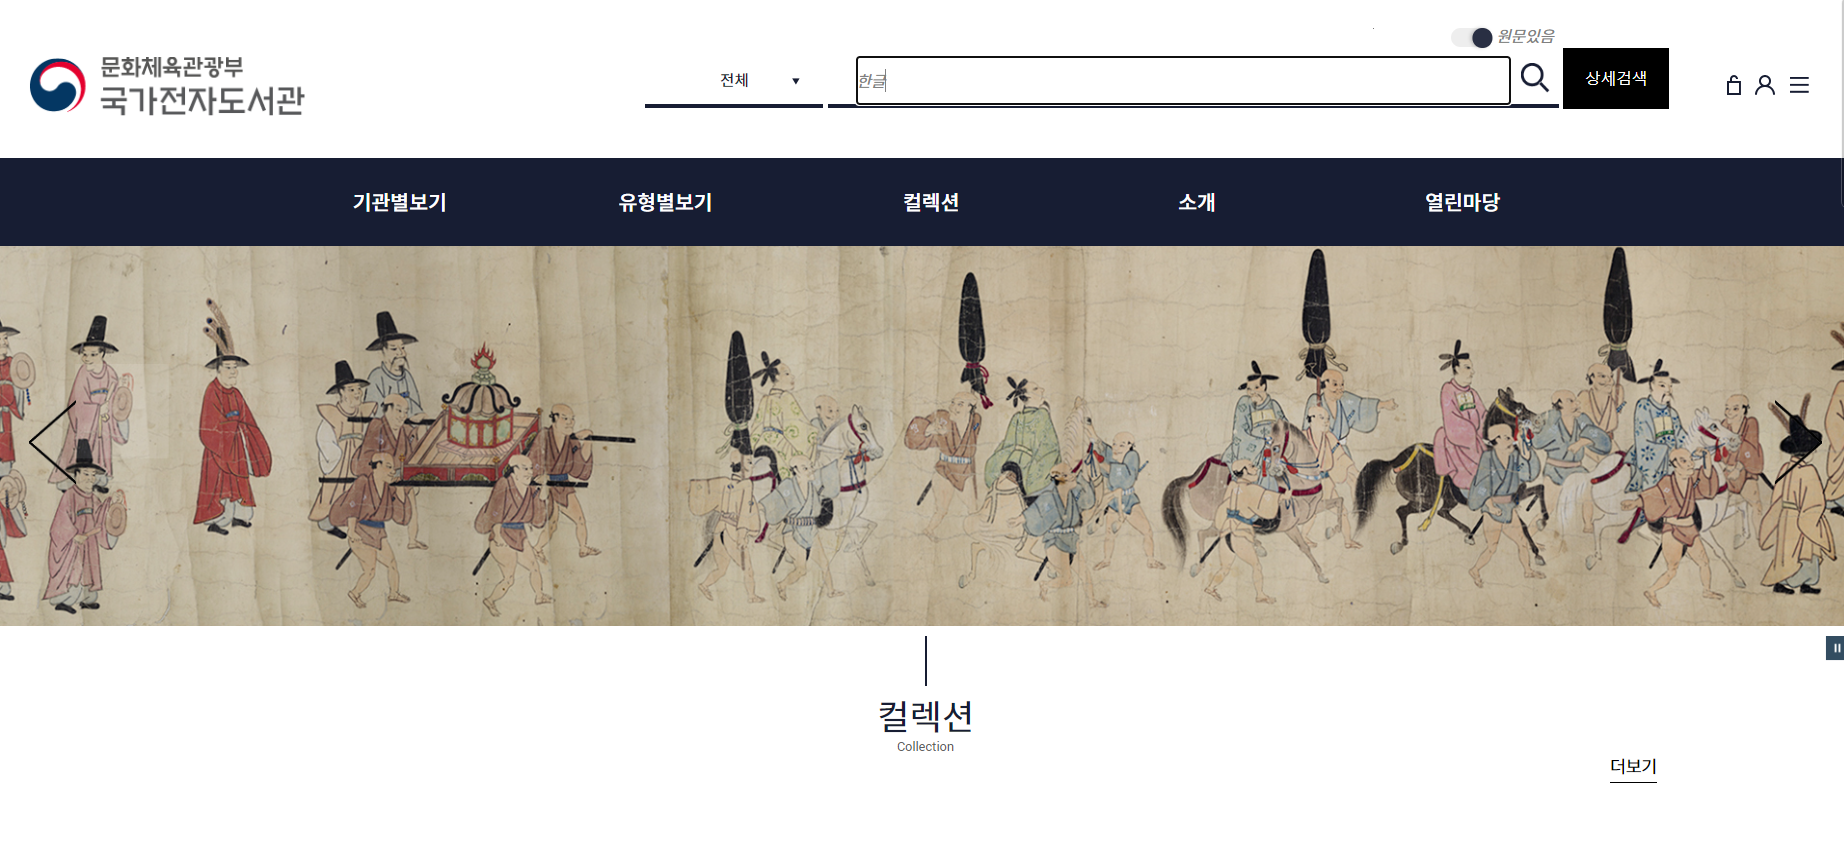 원문있음
문화체육관광부
국가전자도서관
전체
한글
상세검색
기관별보기 유형별보기 컬렉션 소개 열린마당
컬렉션
Collection
더보기